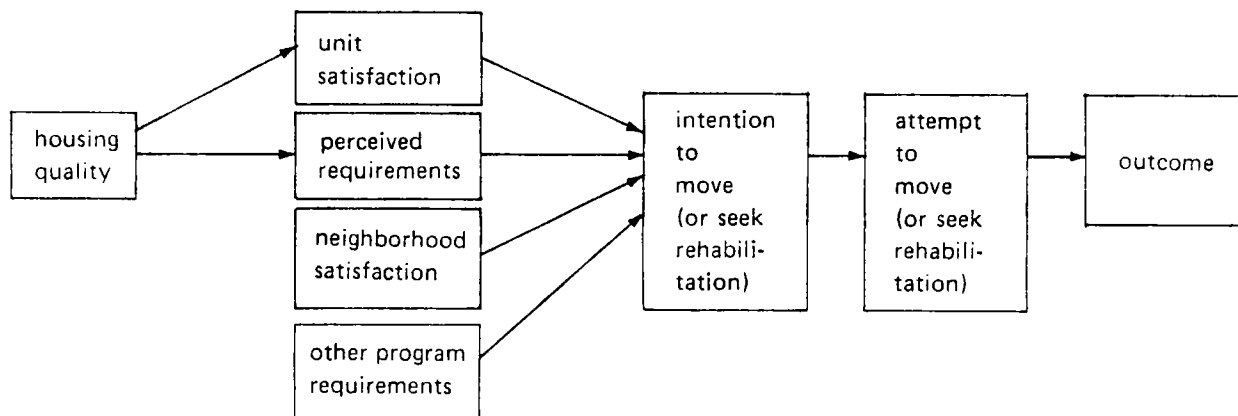 housing
quality
unit
satisfaction
perceived
requirements
neighborhood
satisfaction
other program
requirements
intention
to
move
(or seek
rehabili-
tation)
attempt
to
move
(or seek
rehabili-
tation)
outcome